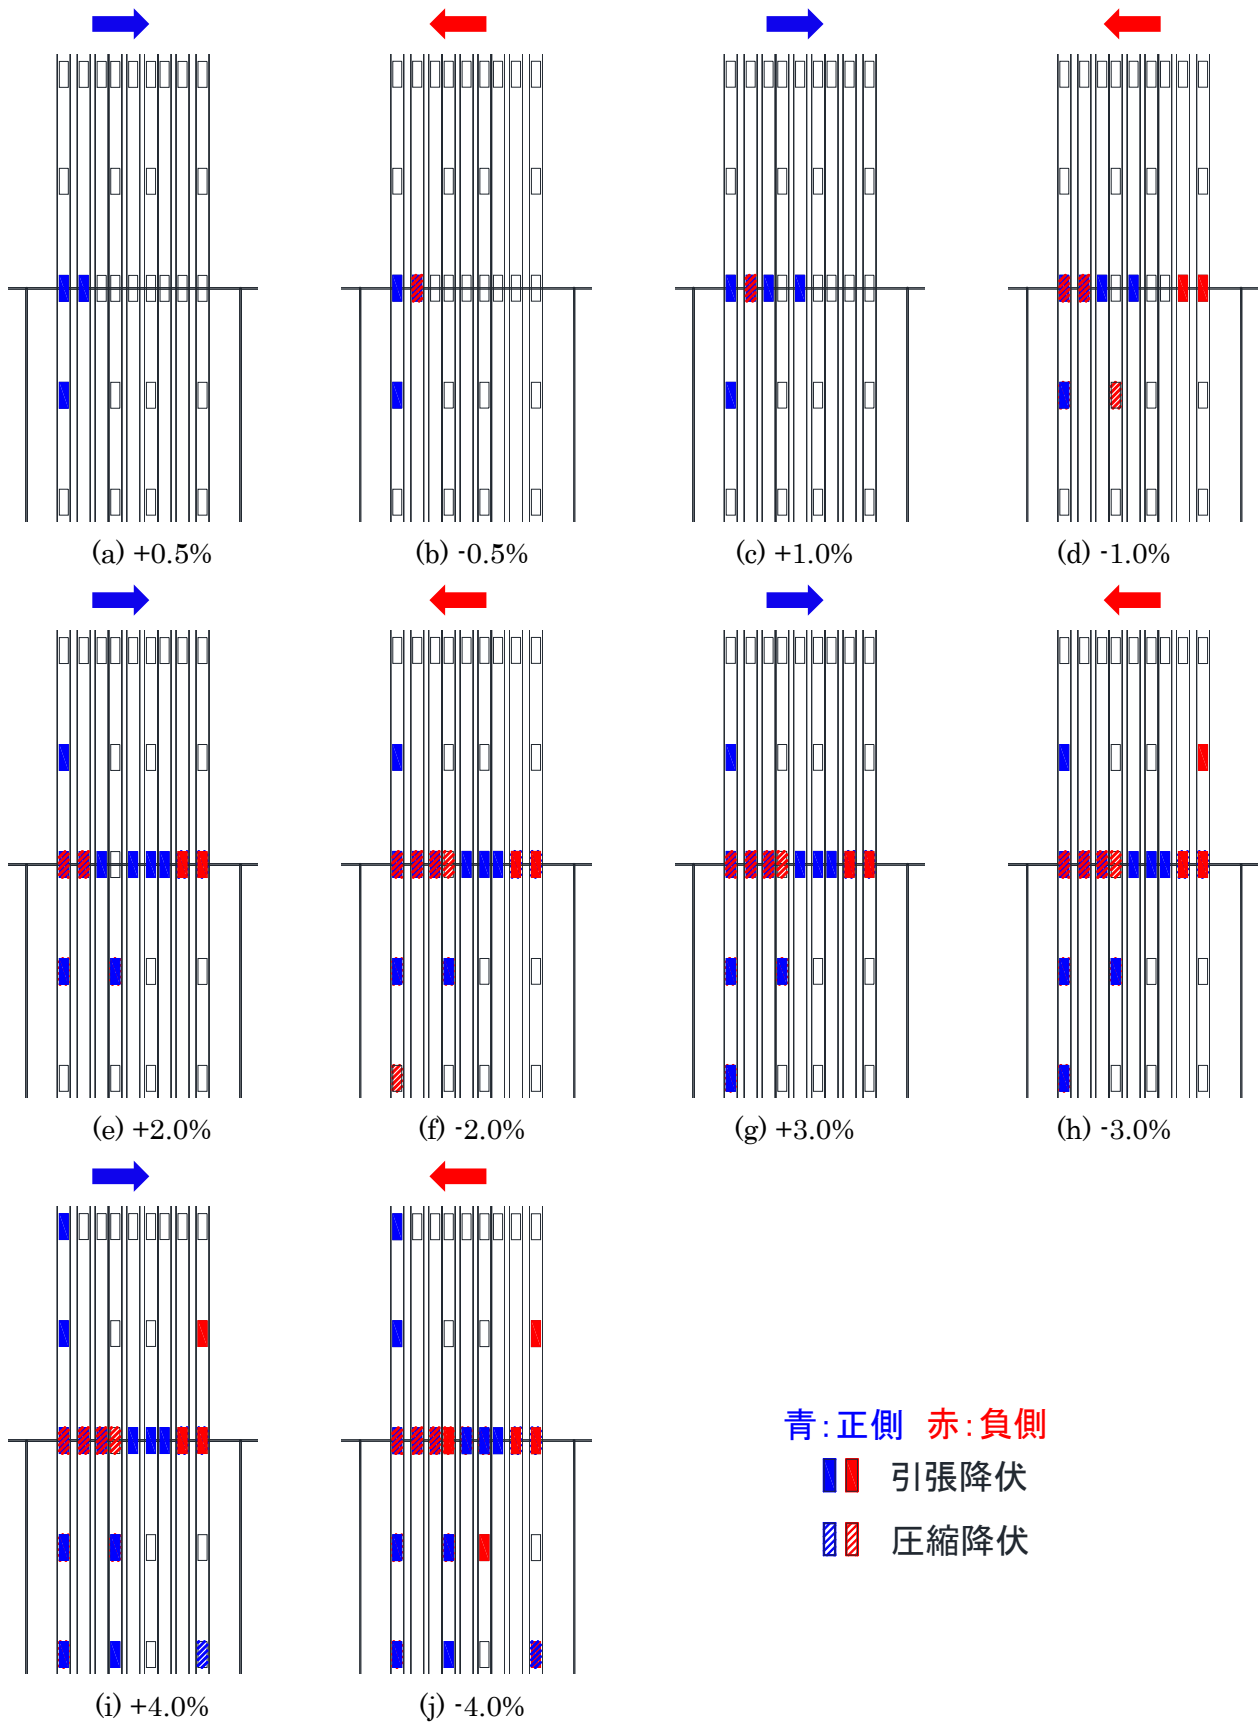 (a) +0.5%
(b) -0.5%
(c) +1.0%
(d) -1.0%
(e) +2.0%
(f) -2.0%
(g) +3.0%
(h) -3.0%
(i) +4.0%
(j) -4.0%
青:正側 赤:負側
引張降伏
圧縮降伏